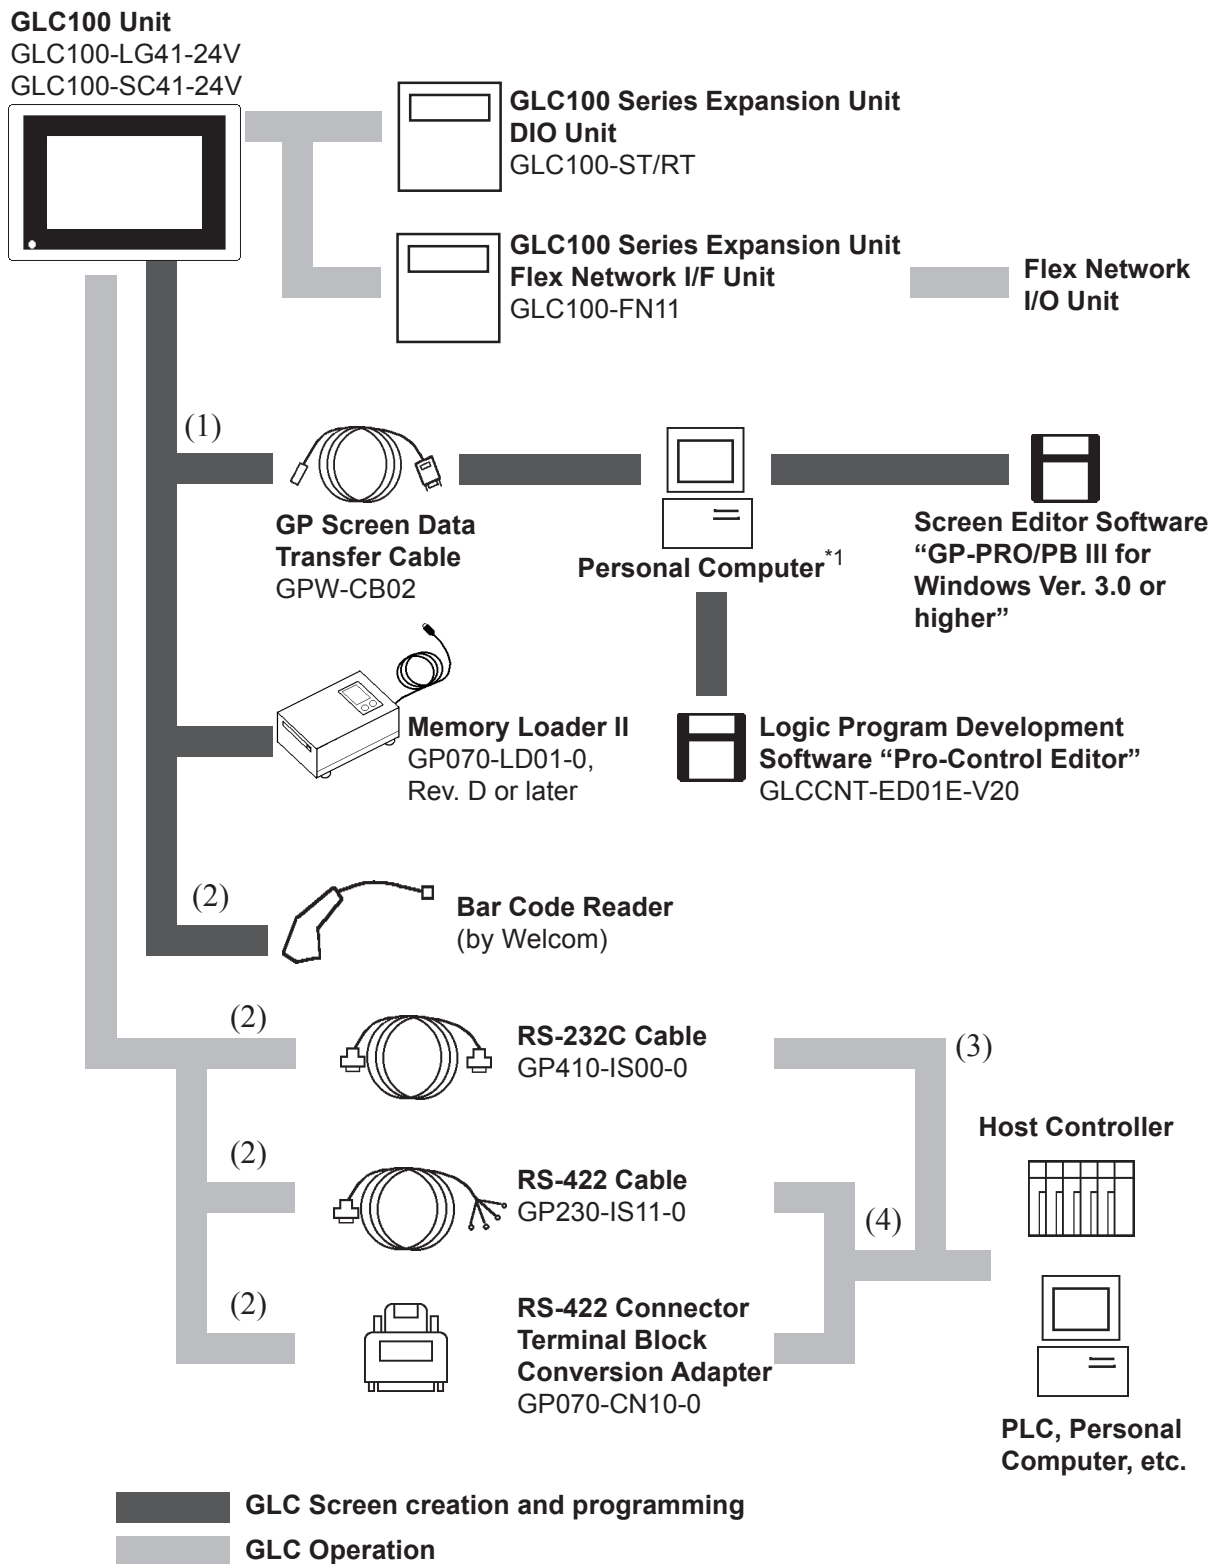 GLC100 Unit
GLC100-LG41-24V
GLC100-SC41-24V
GLC100 Series Expansion Unit
DIO Unit
GLC100-ST/RT
GLC100 Series Expansion Unit
Flex Network I/F Unit
GLC100-FN11
Flex Network
I/O Unit
(1)
GP Screen Data
Transfer Cable
GPW-CB02
Personal Computer*1
Screen Editor Software
“GP-PRO/PB III for
Windows Ver. 3.0 or
higher”
Memory Loader II
GP070-LD01-0,
Rev. D or later
Logic Program Development
Software “Pro-Control Editor”
GLCCNT-ED01E-V20
(2)
Bar Code Reader
(by Welcom)
(2)
RS-232C Cable
GP410-IS00-0
(3)
Host Controller
(2)
RS-422 Cable
GP230-IS11-0
(4)
(2)
RS-422 Connector
Terminal Block
Conversion Adapter
GP070-CN10-0
PLC, Personal
Computer, etc.
GLC Screen creation and programming
GLC Operation